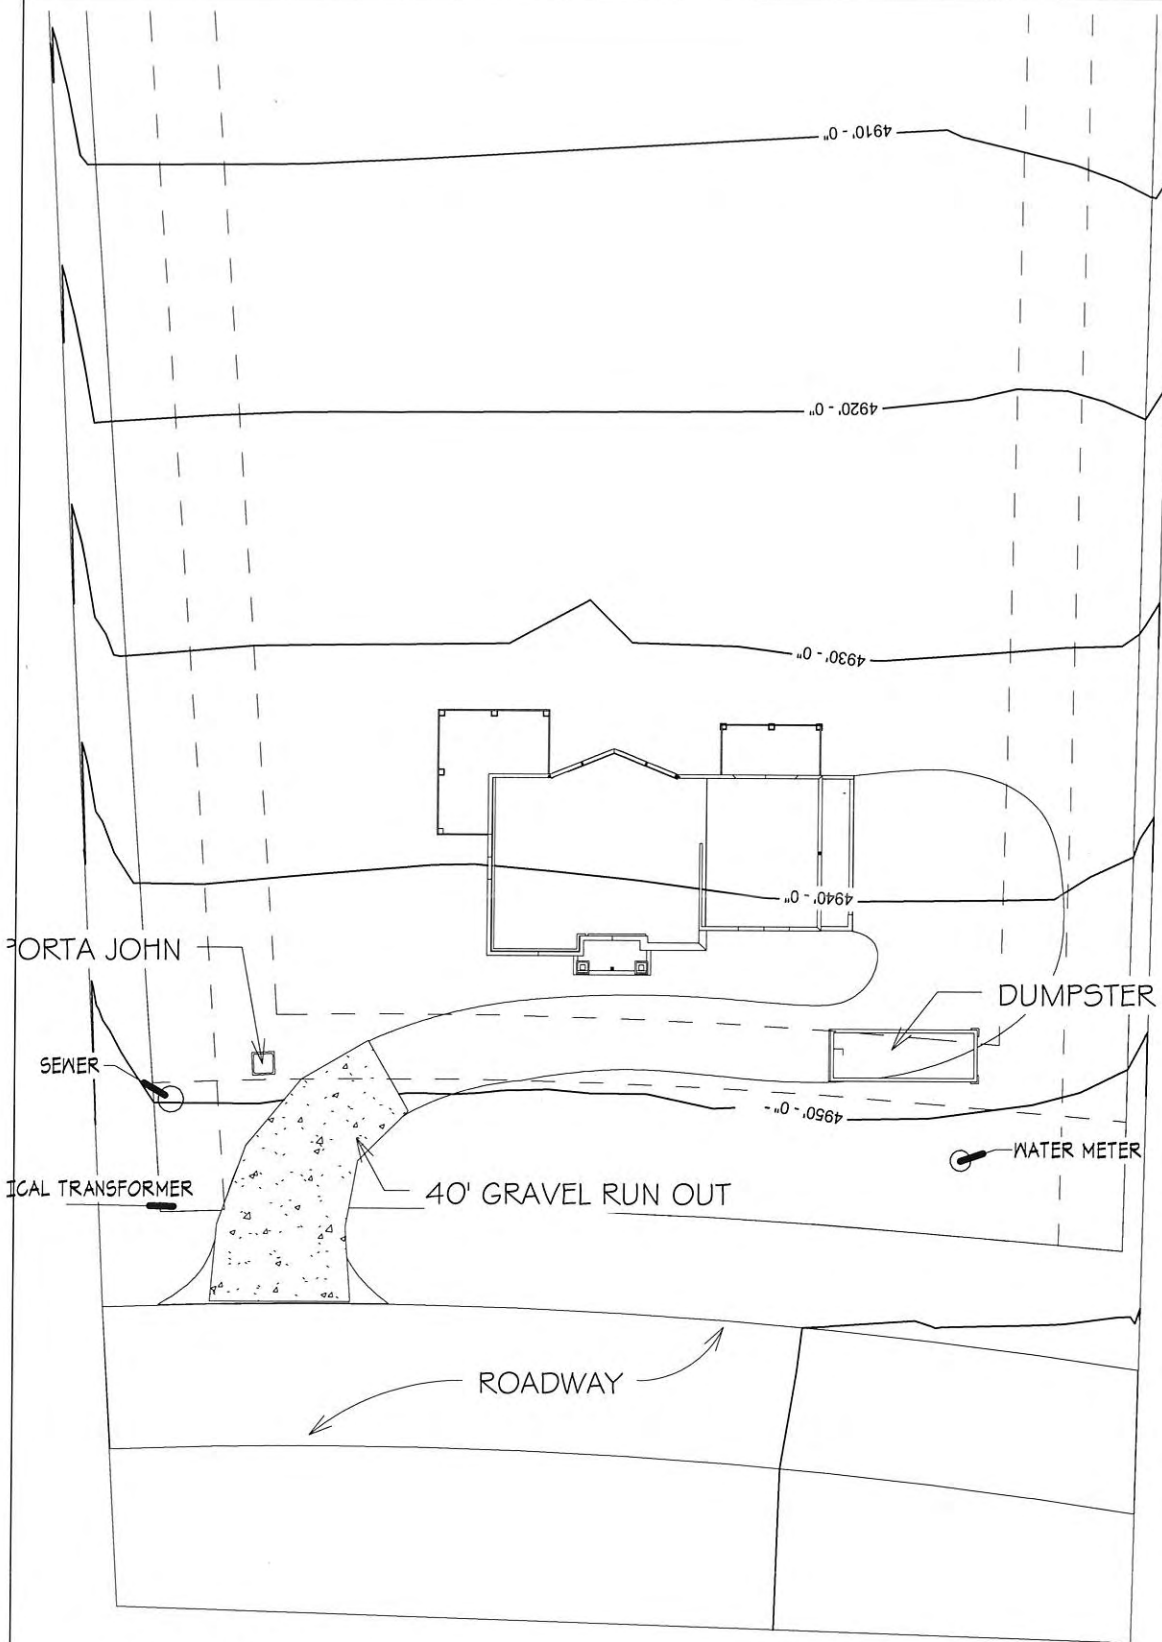 4910' - 0"
4920' - 0"
4930' - 0"
4940' - 0"
PORTA JOHN
DUMPSTER
SEWER
4950' - 0"
WATER METER
ICAL TRANSFORMER
40' GRAVEL RUN OUT
ROADWAY